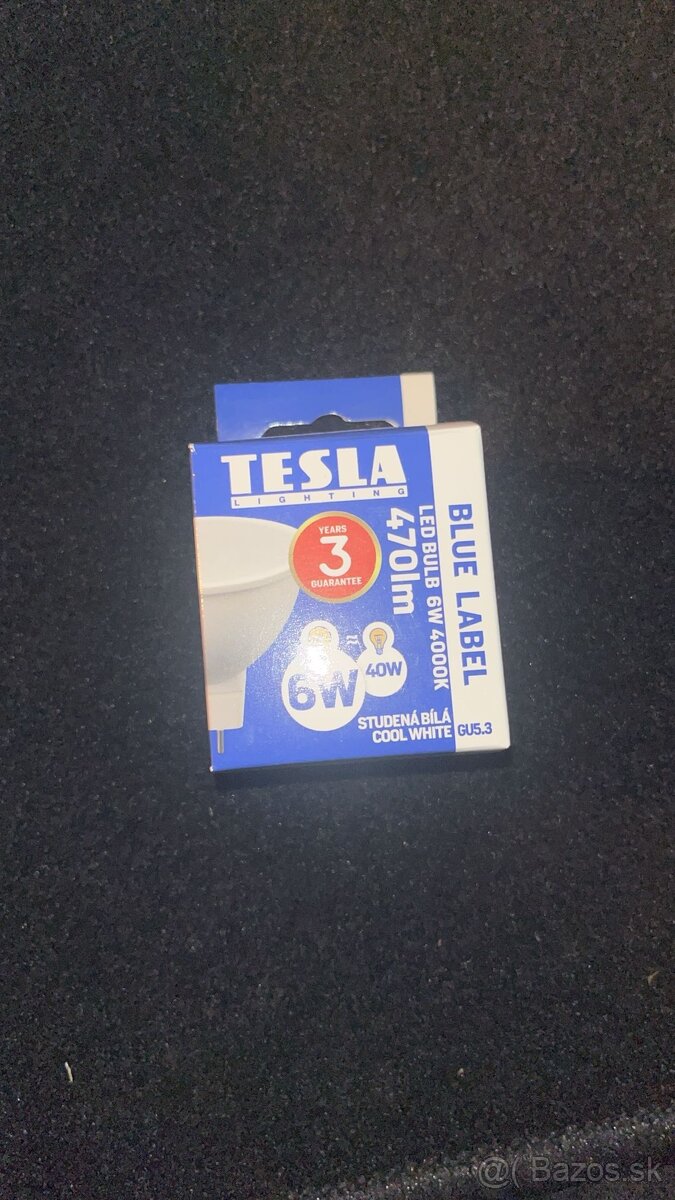 TESLA
LIGHTING
YEARS
3
GUARANTEE
470lm
LED BULB 6W 4000K
BLUE LABEL
6W
≈
40W
STUDENÁ BÍLÁ
COOL WHITE
GU5.3
@( Bazos.sk